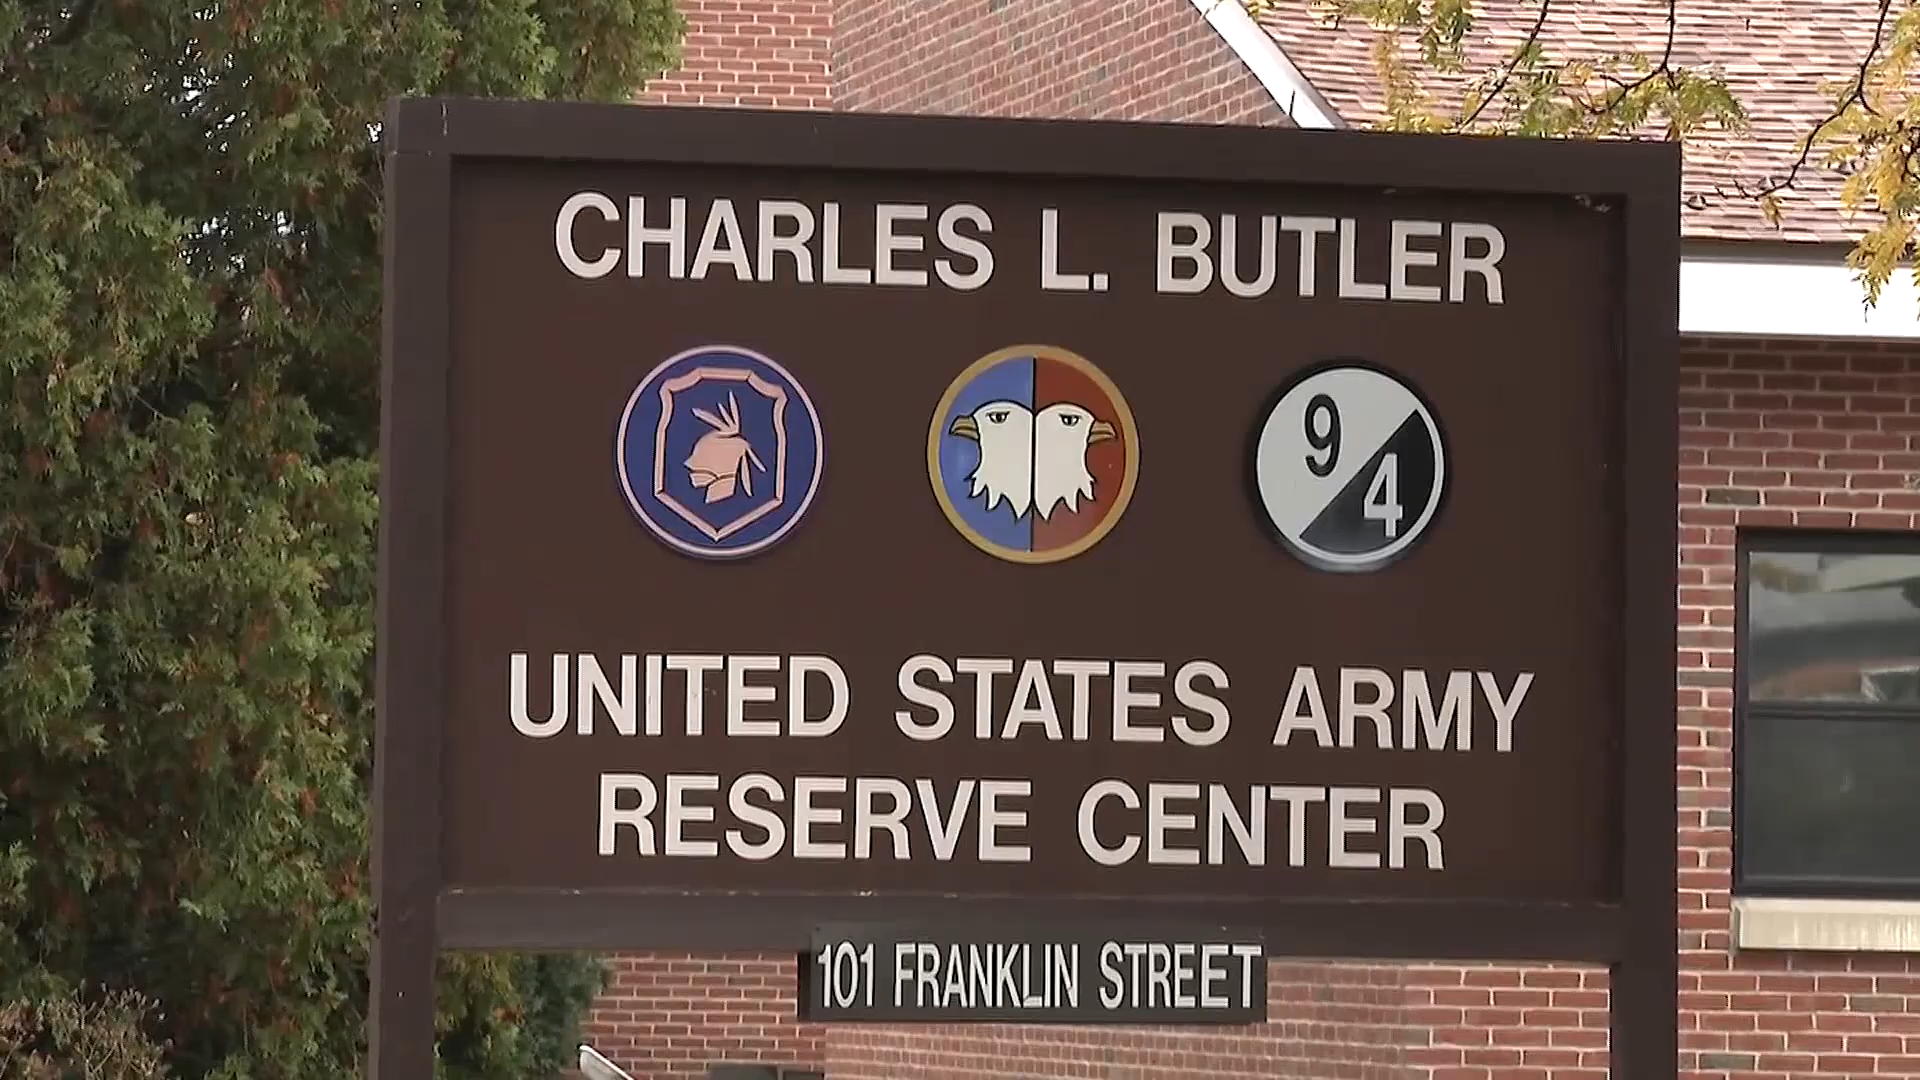 CHARLES L. BUTLER
9 4
UNITED STATES ARMY
RESERVE CENTER
101 FRANKLIN STREET